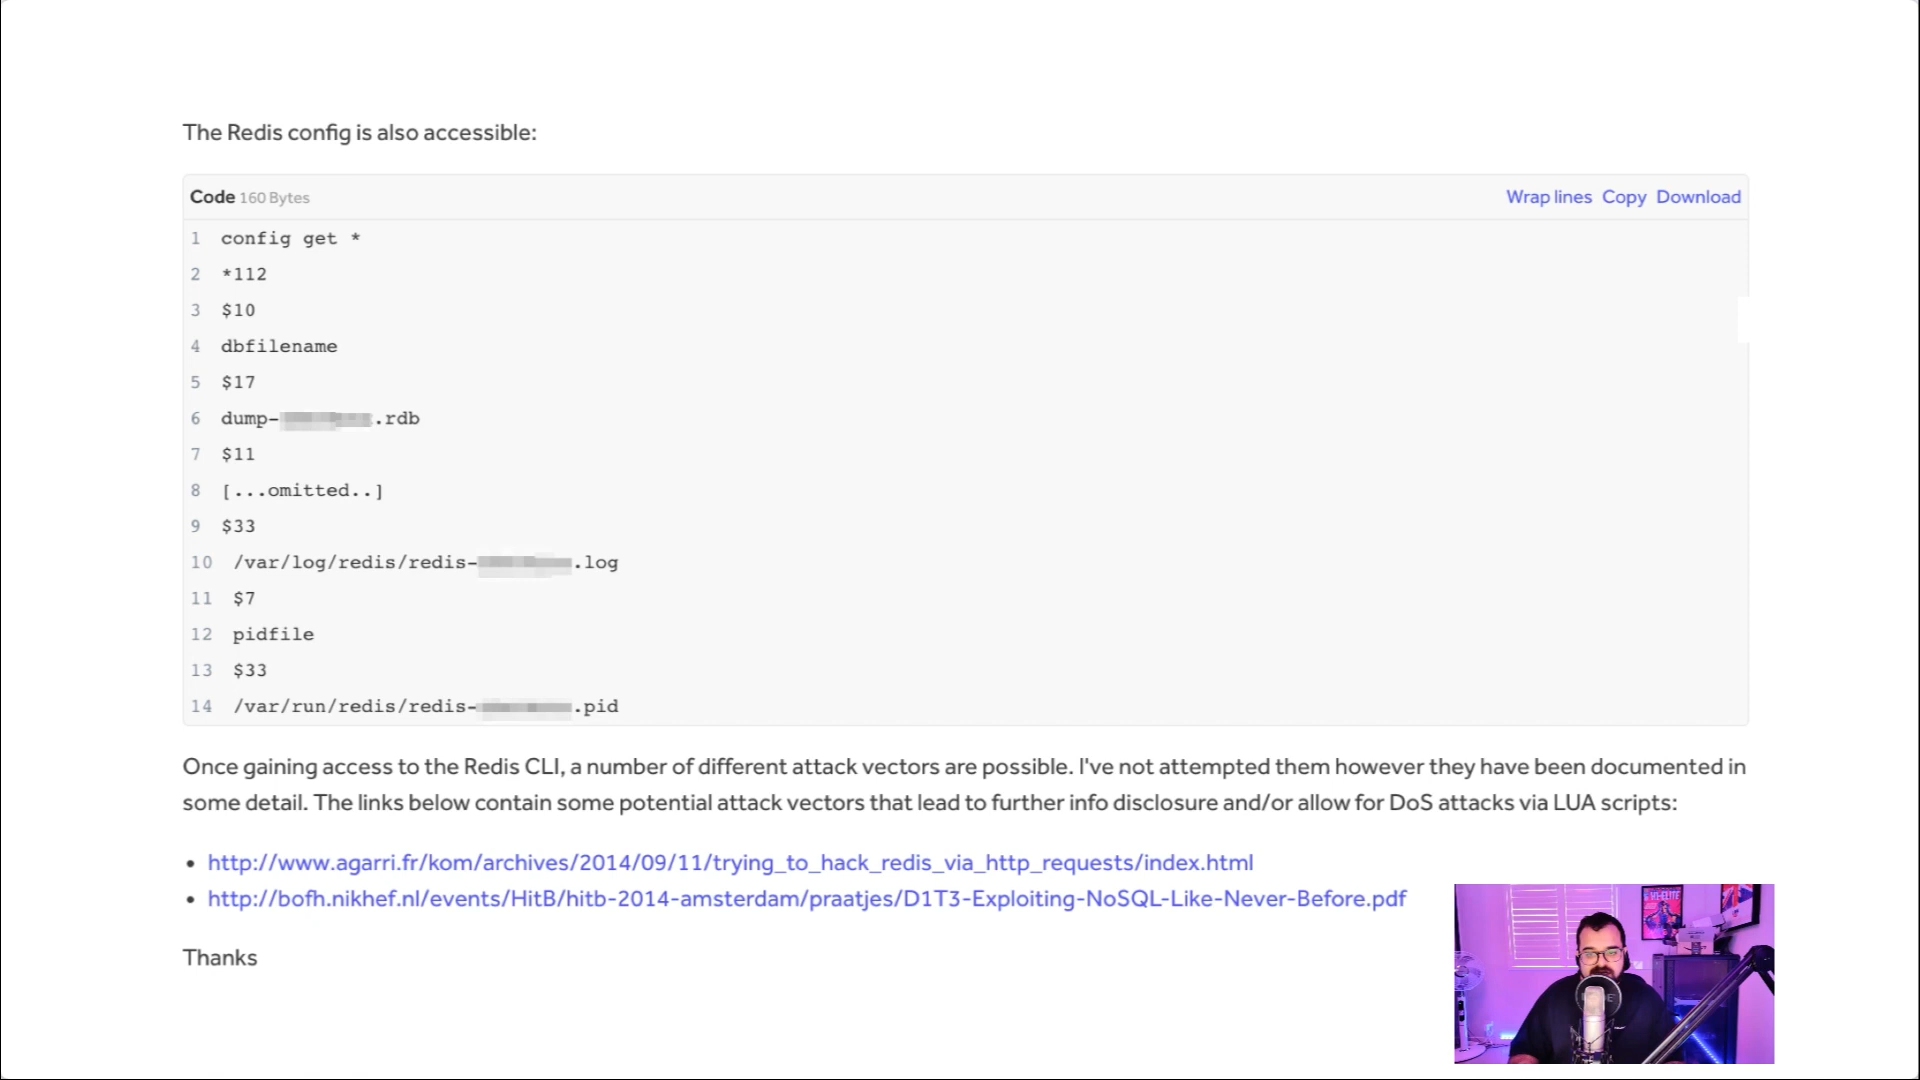 The Redis config is also accessible:
Code 160 Bytes
Wrap lines Copy Download
1 config get *
2 *112
3 $10
4 dbfilename
5 $17
6 dump-.rdb
7 $11
8 [...omitted..]
9 $33
10 /var/log/redis/redis-.log
11 $7
12 pidfile
13 $33
14 /var/run/redis/redis-.pid
Once gaining access to the Redis CLI, a number of different attack vectors are possible. I've not attempted them however they have been documented in
some detail. The links below contain some potential attack vectors that lead to further info disclosure and/or allow for DoS attacks via LUA scripts:
• http://www.agarri.fr/kom/archives/2014/09/11/trying_to_hack_redis_via_http_requests/index.html
• http://bofh.nikhef.nl/events/HitB/hitb-2014-amsterdam/praatjes/D1T3-Exploiting-NoSQL-Like-Never-Before.pdf
Thanks